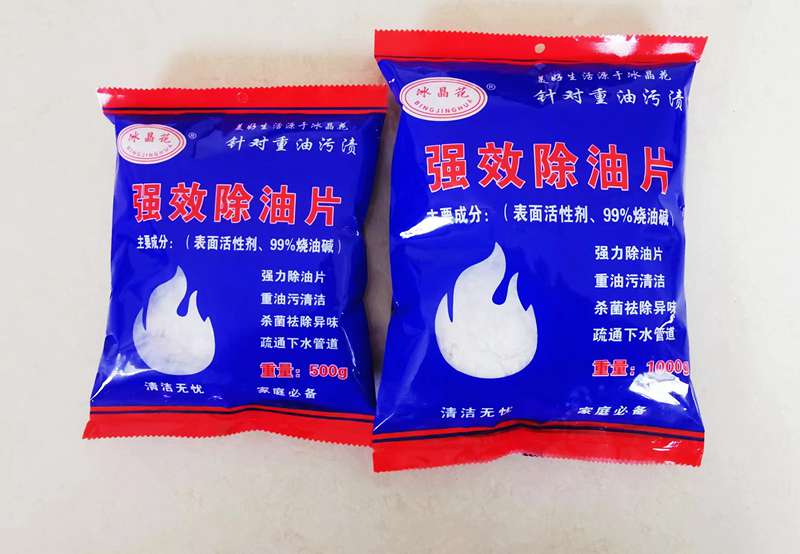 冰晶花
BINGJINGHUA
®
美好生活源于冰晶花
针对重油污渍
强效除油片
主要成分：（表面活性剂、99%烧油碱）
强力除油片
重油污清洁
杀菌祛除异味
疏通下水管道
重量：500g
清洁无忧 家庭必备
冰晶花
BINGJINGHUA
®
美好生活源于冰晶花
针对重油污渍
强效除油片
主要成分：（表面活性剂、99%烧油碱）
强力除油片
重油污清洁
杀菌祛除异味
疏通下水管道
重量：1000g
清洁无忧 家庭必备